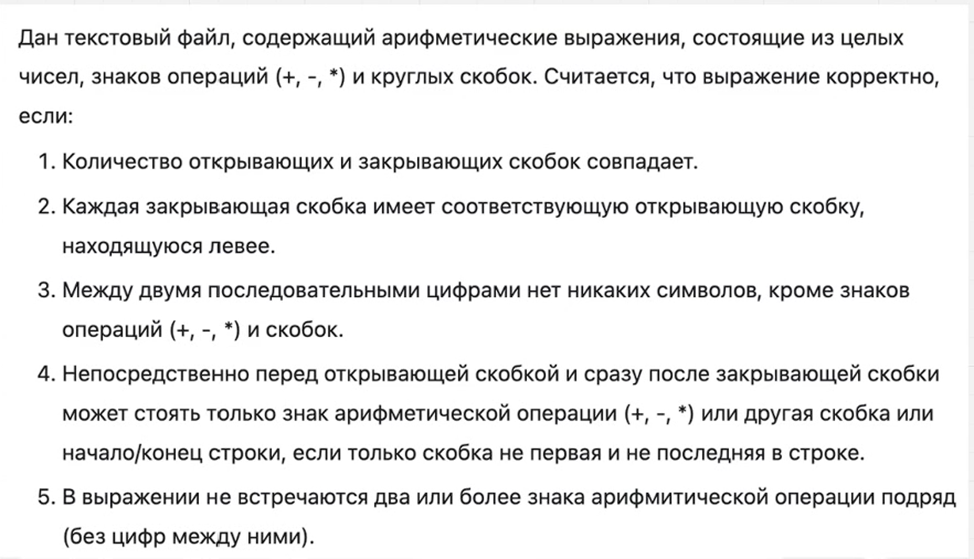 Дан текстовый файл, содержащий арифметические выражения, состоящие из целых
чисел, знаков операций (+, -, *) и круглых скобок. Считается, что выражение корректно,
если:
1. Количество открывающих и закрывающих скобок совпадает.
2. Каждая закрывающая скобка имеет соответствующую открывающую скобку,
находящуюся левее.
3. Между двумя последовательными цифрами нет никаких символов, кроме знаков
операций (+, -, *) и скобок.
4. Непосредственно перед открывающей скобкой и сразу после закрывающей скобки
может стоять только знак арифметической операции (+, -, *) или другая скобка или
начало/конец строки, если только скобка не первая и не последняя в строке.
5. В выражении не встречаются два или более знака арифмитической операции подряд
(без цифр между ними).